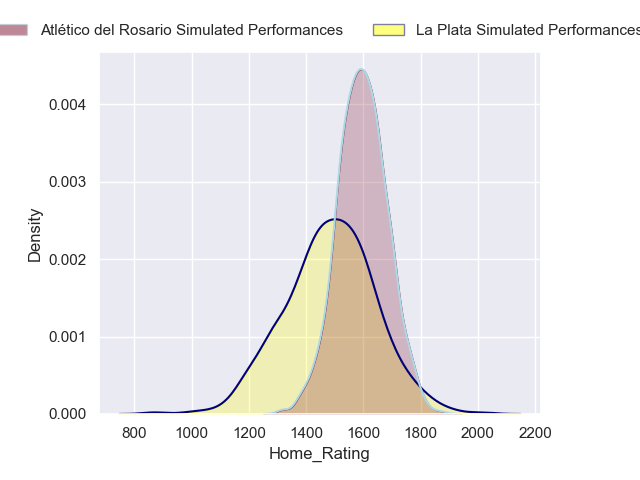 Atlético del Rosario Simulated Performances
La Plata Simulated Performances
0.004
0.003
0.002
0.001
0.000
Density
800 1000 1200 1400 1600 1800 2000 2200
Home_Rating